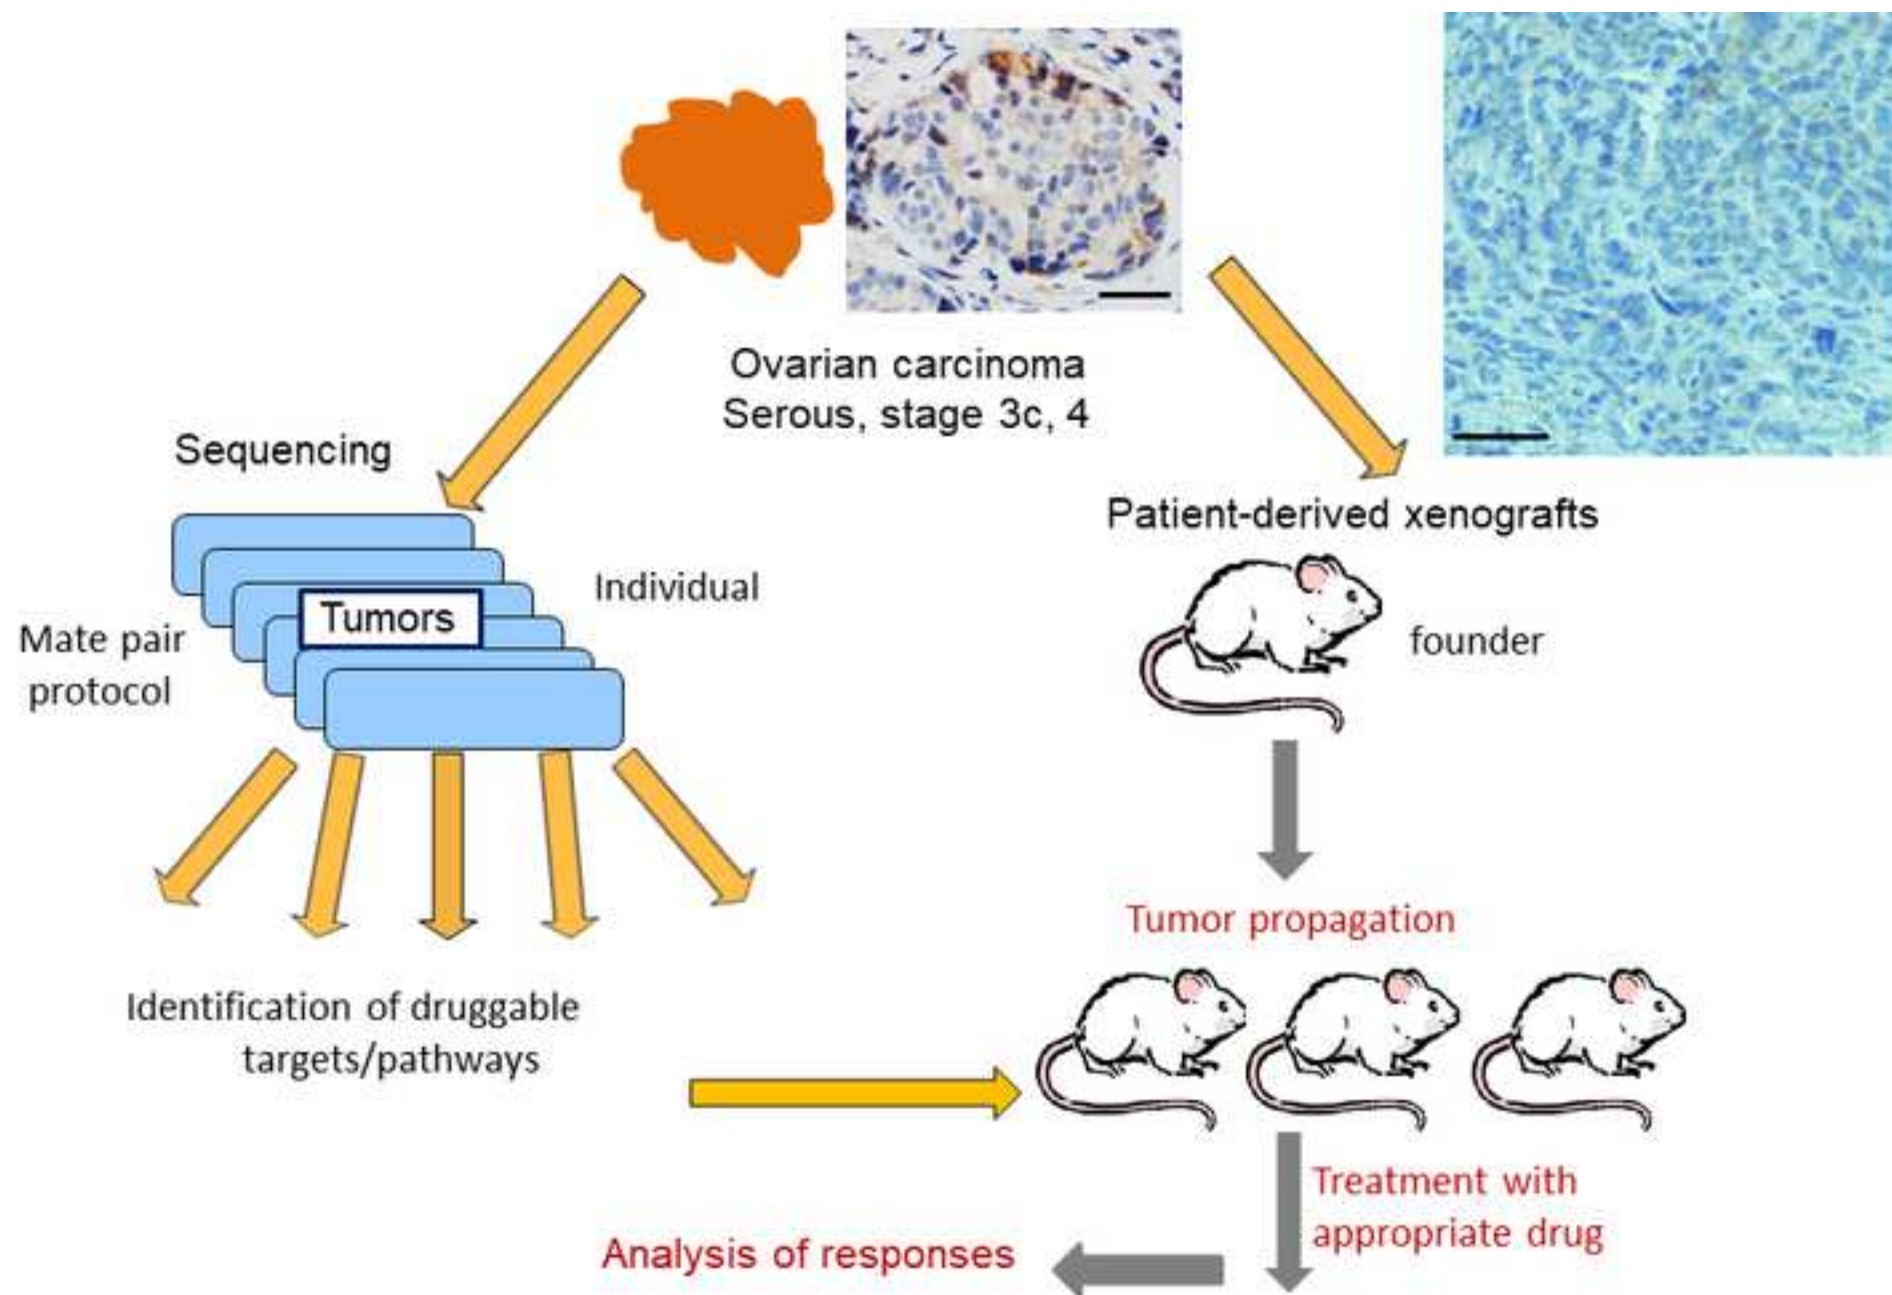 Ovarian carcinoma
Serous, stage 3c, 4
Sequencing
Individual
Tumors
Mate pair
protocol
Identification of druggable
targets/pathways
Patient-derived xenografts
founder
Tumor propagation
Treatment with
appropriate drug
Analysis of responses